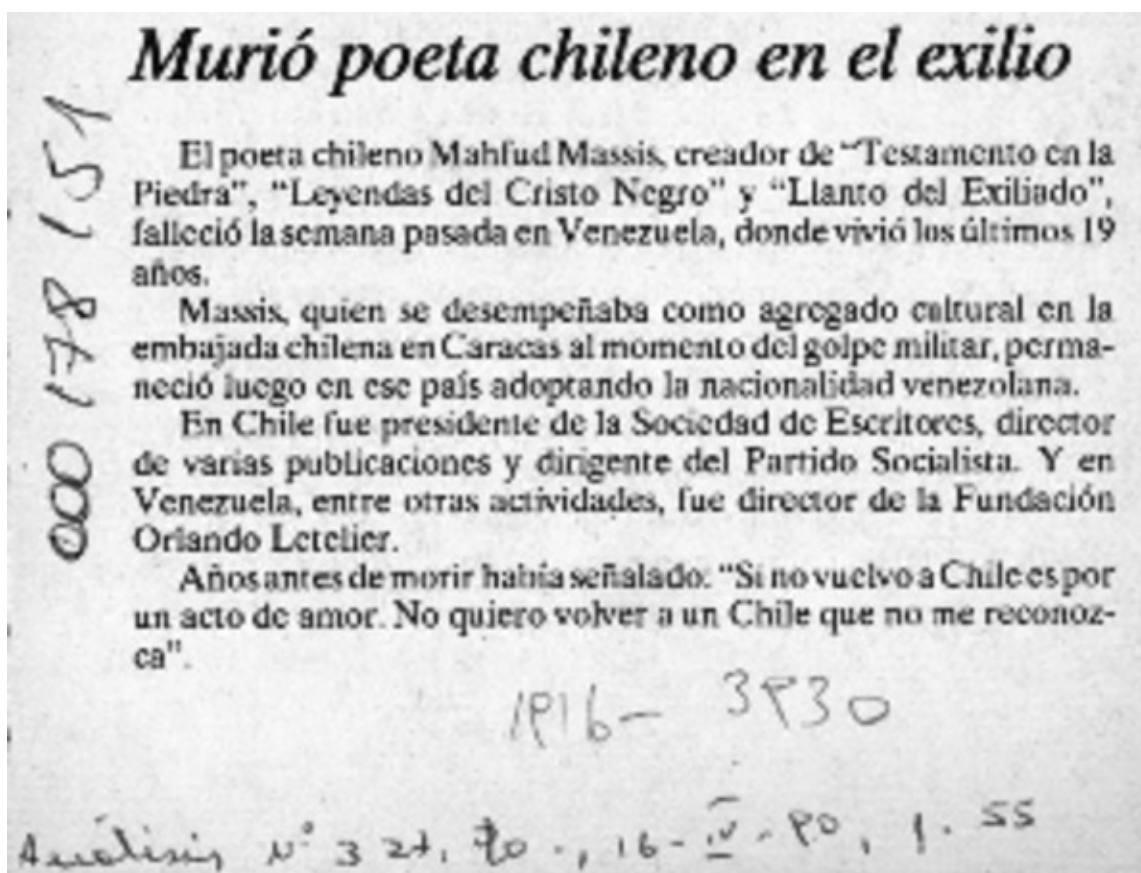 Murió poeta chileno en el exilio
El poeta chileno Mahfud Massis, creador de "Testamento en la
Piedra", "Leyendas del Cristo Negro" y "Llanto del Exiliado",
falleció la semana pasada en Venezuela, donde vivió los últimos 19
años.
Massis, quien se desempeñaba como agregado cultural en la
embajada chilena en Caracas al momento del golpe militar, perma-
neció luego en ese país adoptando la nacionalidad venezolana.
En Chile fue presidente de la Sociedad de Escritores, director
de varias publicaciones y dirigente del Partido Socialista. Y en
Venezuela, entre otras actividades, fue director de la Fundación
Orlando Letelier.
Años antes de morir había señalado: "Si no vuelvo a Chile es por
un acto de amor. No quiero volver a un Chile que no me reconoz-
ca".
000 178 151
1916- 3930
Análisis N° 327, 16-IV-90, p. 55